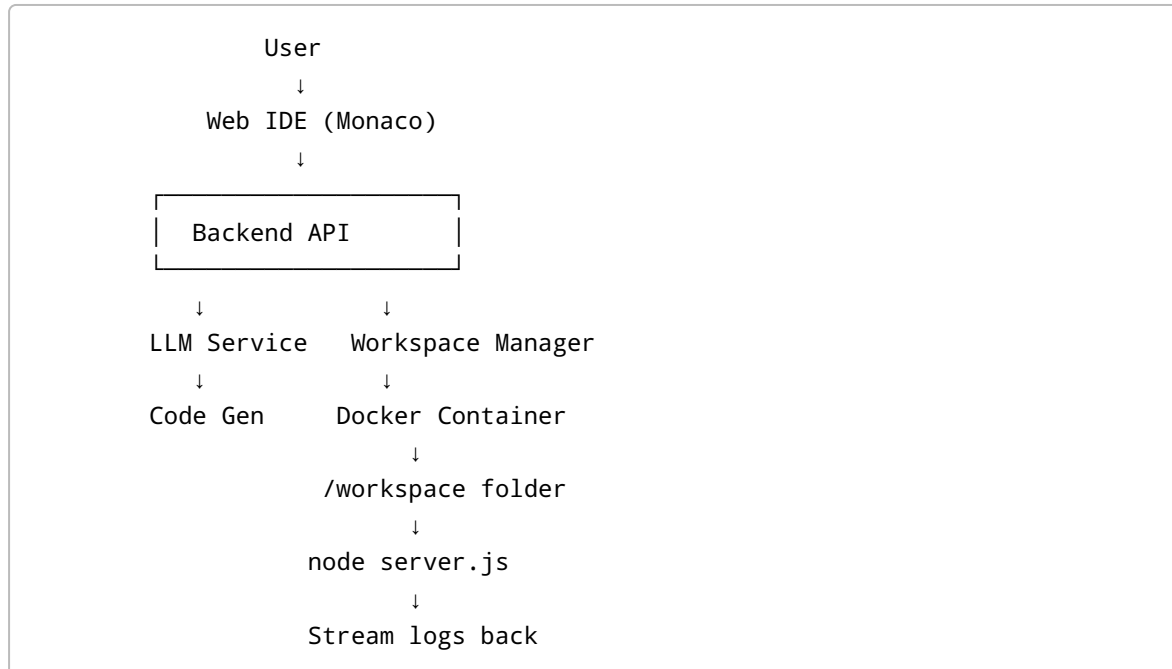 User
↓
Web IDE (Monaco)
↓
Backend API
↓ ↓
LLM Service Workspace Manager
↓ ↓
Code Gen Docker Container
↓
/workspace folder
↓
node server.js
↓
Stream logs back